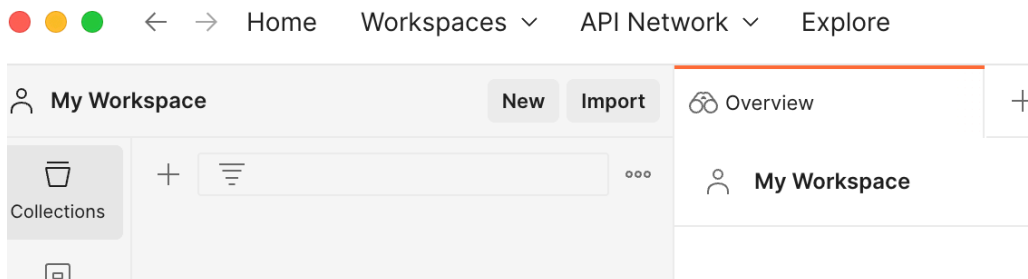 Home Workspaces API Network Explore
My Workspace New Import Overview
Collections
My Workspace